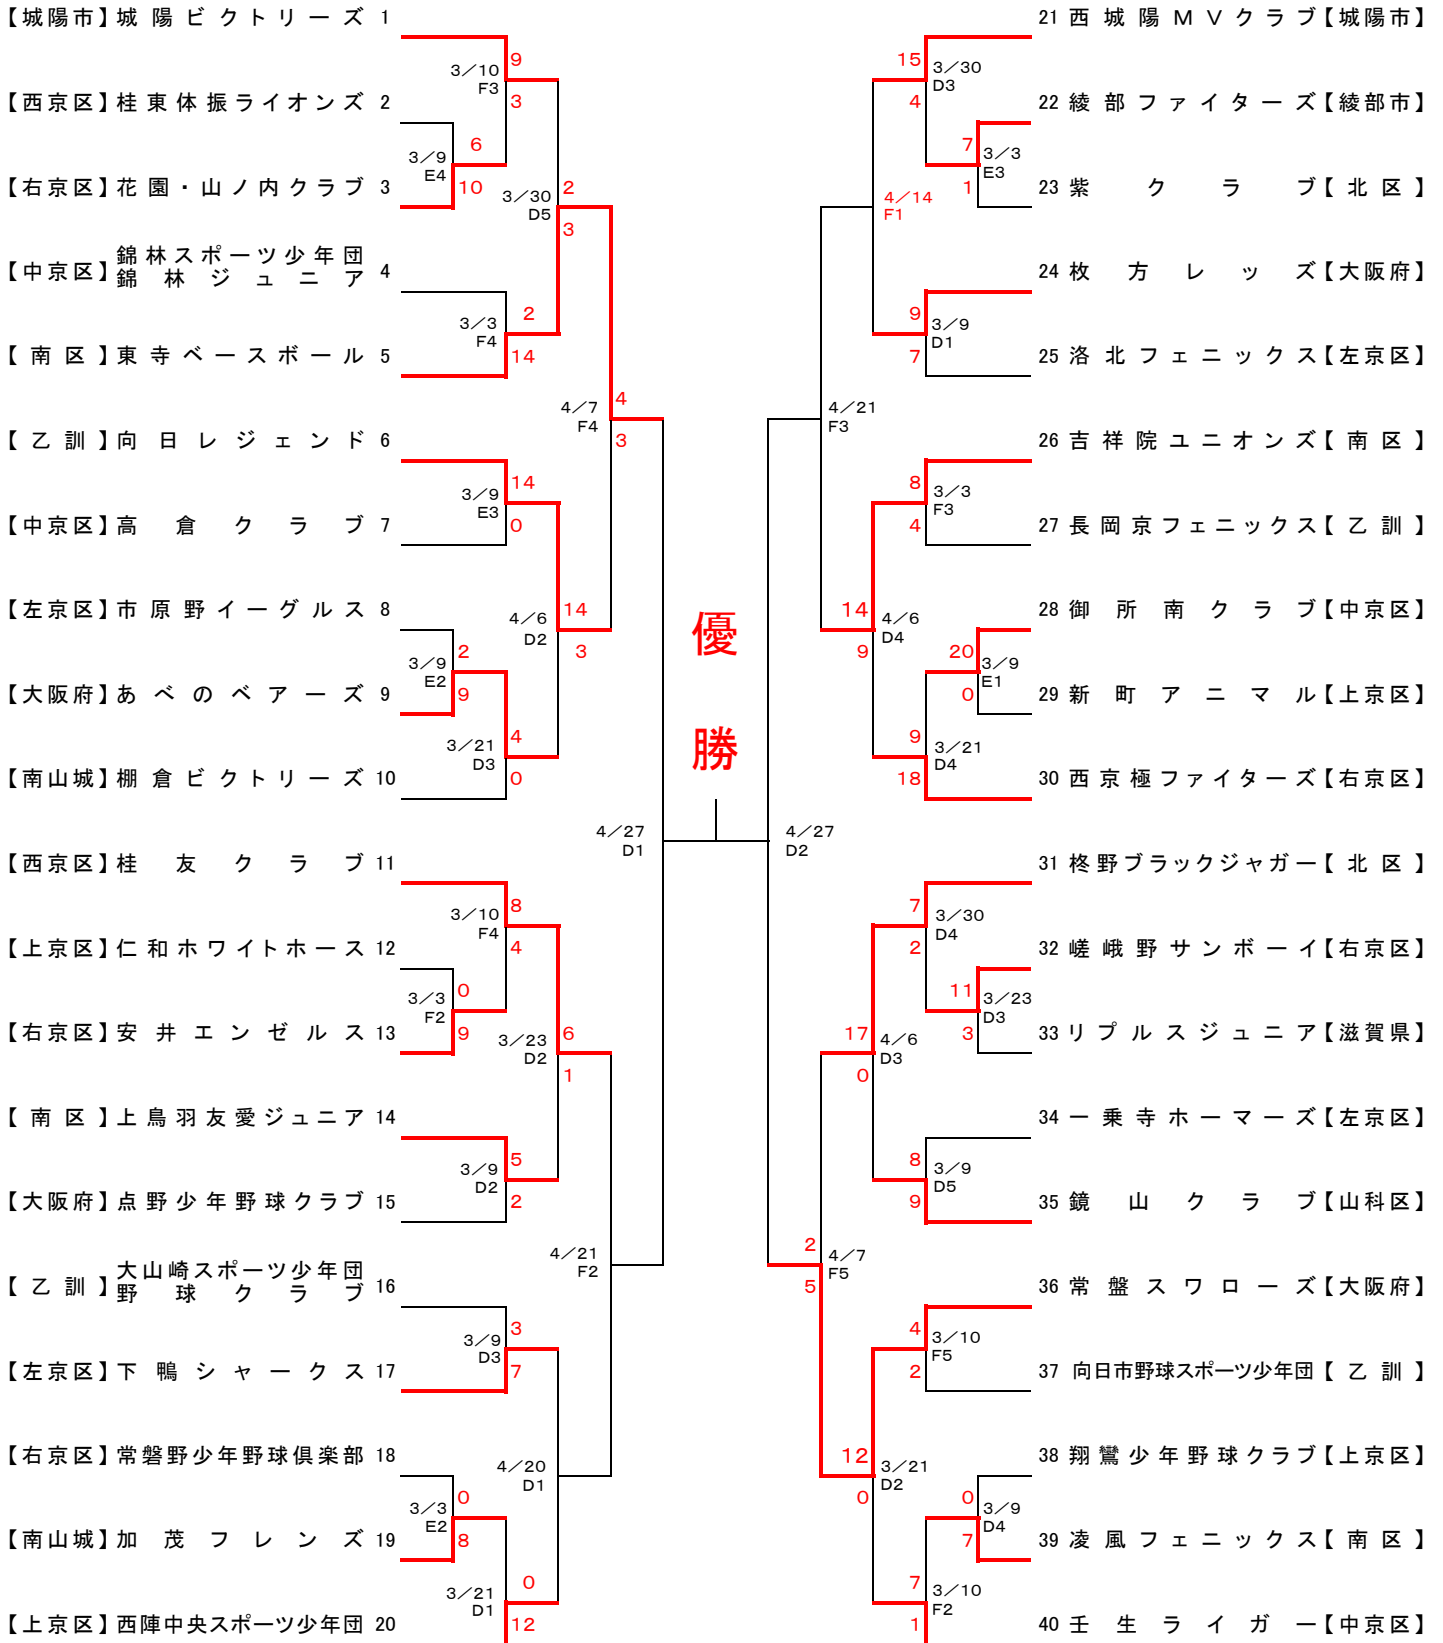 【城陽市】城陽ビクトリーズ 1
9
3／10
F3
3
【西京区】桂東体振ライオンズ 2
6
3／9
E4
10
【右京区】花園・山ノ内クラブ 3
2
3／30
D5
3
【中京区】錦林スポーツ少年団
錦林ジュニア 4
2
3／3
F4
14
【南区】東寺ベースボール 5
4
4／7
F4
3
【乙訓】向日レジェンド 6
14
3／9
E3
0
【中京区】高倉クラブ 7
14
4／6
D2
3
【左京区】市原野イーグルス 8
2
3／9
E2
9
【大阪府】あべのベアーズ 9
4
3／21
D3
0
【南山城】棚倉ビクトリーズ 10
4／27
D1
【西京区】桂友クラブ 11
8
3／10
F4
4
【上京区】仁和ホワイトホース 12
0
3／3
F2
9
【右京区】安井エンゼルス 13
6
3／23
D2
1
【南区】上鳥羽友愛ジュニア 14
5
3／9
D2
2
【大阪府】点野少年野球クラブ 15
4／21
F2
【乙訓】大山崎スポーツ少年団
野球クラブ 16
3
3／9
D3
7
【左京区】下鴨シャークス 17
【右京区】常磐野少年野球倶楽部 18
4／20
D1
0
3／3
E2
8
【南山城】加茂フレンズ 19
0
3／21
D1
12
【上京区】西陣中央スポーツ少年団 20
優
勝
21 西城陽ＭＶクラブ【城陽市】
15
3／30
D3
4
22 綾部ファイターズ【綾部市】
7
3／3
E3
1
23 紫クラブ【北区】
4／14
F1
24 枚方レッズ【大阪府】
9
3／9
D1
7
25 洛北フェニックス【左京区】
4／21
F3
26 吉祥院ユニオンズ【南区】
8
3／3
F3
4
27 長岡京フェニックス【乙訓】
14
4／6
D4
9
28 御所南クラブ【中京区】
20
3／9
E1
0
29 新町アニマル【上京区】
9
3／21
D4
18
30 西京極ファイターズ【右京区】
4／27
D2
31 柊野ブラックジャガー【北区】
7
3／30
D4
2
32 嵯峨野サンボーイ【右京区】
11
3／23
D3
3
33 リプルスジュニア【滋賀県】
17
4／6
D3
0
34 一乗寺ホーマーズ【左京区】
8
3／9
D5
9
35 鏡山クラブ【山科区】
2
4／7
F5
5
36 常盤スワローズ【大阪府】
4
3／10
F5
2
37 向日市野球スポーツ少年団【乙訓】
12
3／21
D2
0
38 翔鸞少年野球クラブ【上京区】
0
3／9
D4
7
39 凌風フェニックス【南区】
7
3／10
F2
1
40 壬生ライガー【中京区】